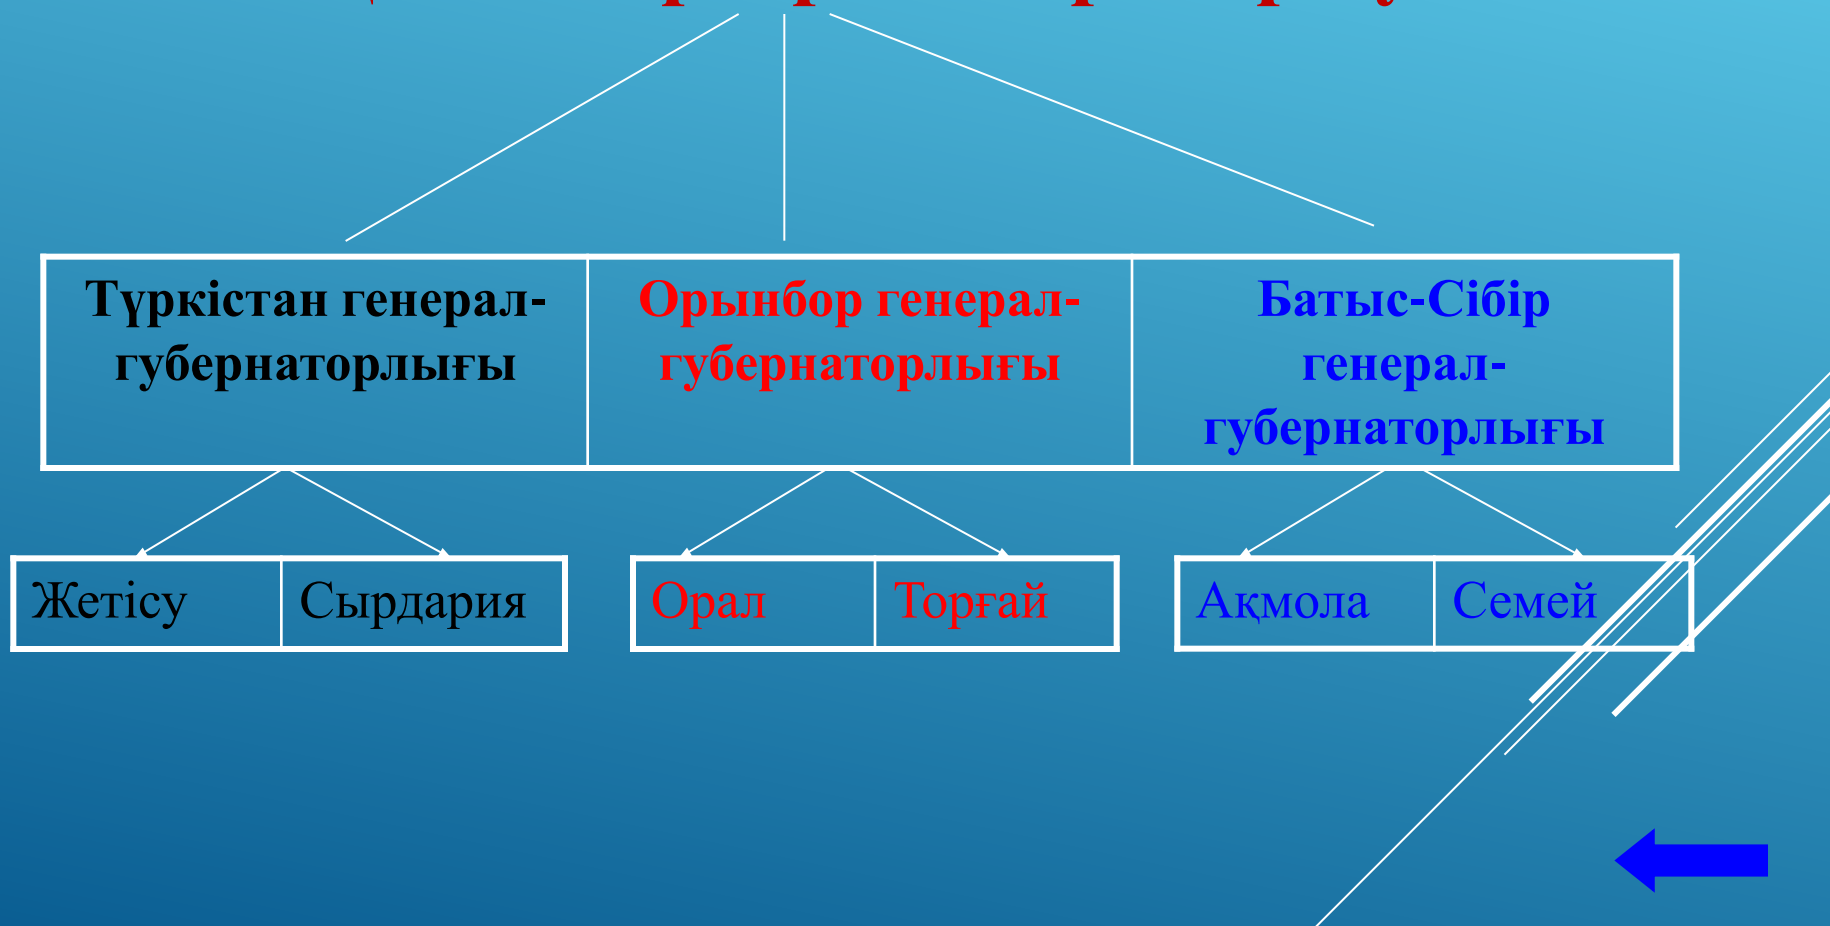 Түркістан генерал-
губернаторлығы
Орынбор генерал-
губернаторлығы
Батыс-Сібір
генерал-
губернаторлығы
Жетісу
Сырдария
Орал
Торғай
Ақмола
Семей